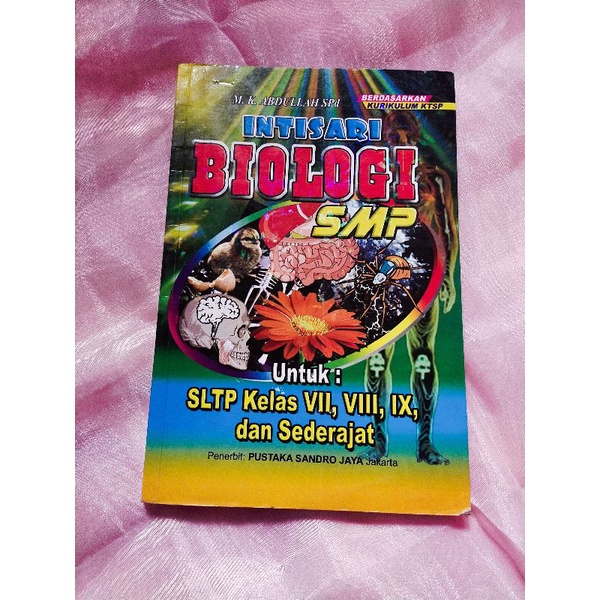 M. K. ABDULLAH SPd
BERDASARKAN
KURIKULUM KTSP
INTISARI
BIOLOGI
SMP
Untuk :
SLTP Kelas VII, VIII, IX,
dan Sederajat
Penerbit: PUSTAKA SANDRO JAYA Jakarta